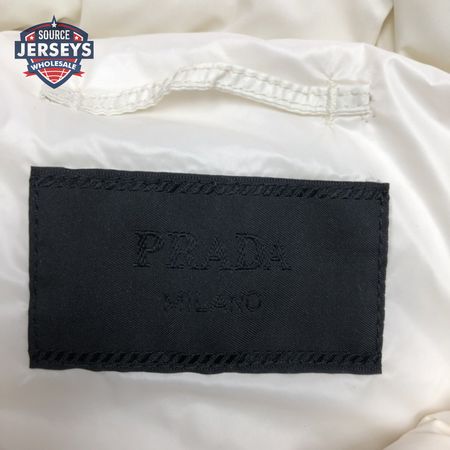 SOURCE
JERSEYS
WHOLESALE
PRADA
MILANO